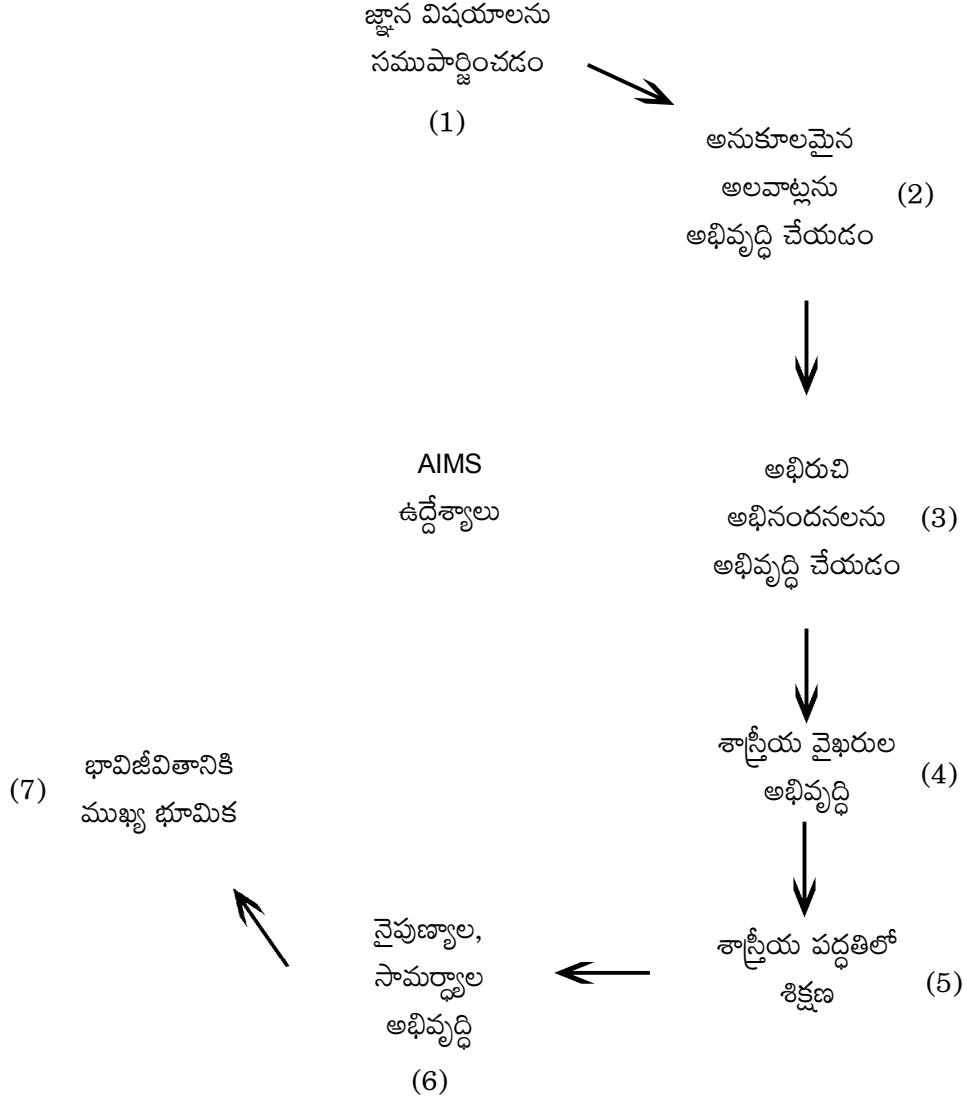 జ్ఞాన విషయాలను
సముపార్జించడం
(1)
అనుకూలమైన
అలవాట్లను (2)
అభివృద్ధి చేయడం
AIMS
ఉద్దేశ్యాలు
అభిరుచి
అభినందనలను (3)
అభివృద్ధి చేయడం
శాస్త్రీయ వైఖరుల
అభివృద్ధి (4)
శాస్త్రీయ పద్ధతిలో
శిక్షణ (5)
నైపుణ్యాల,
సామర్ధ్యాల
అభివృద్ధి
(6)
(7) భావిజీవితానికి
ముఖ్య భూమిక